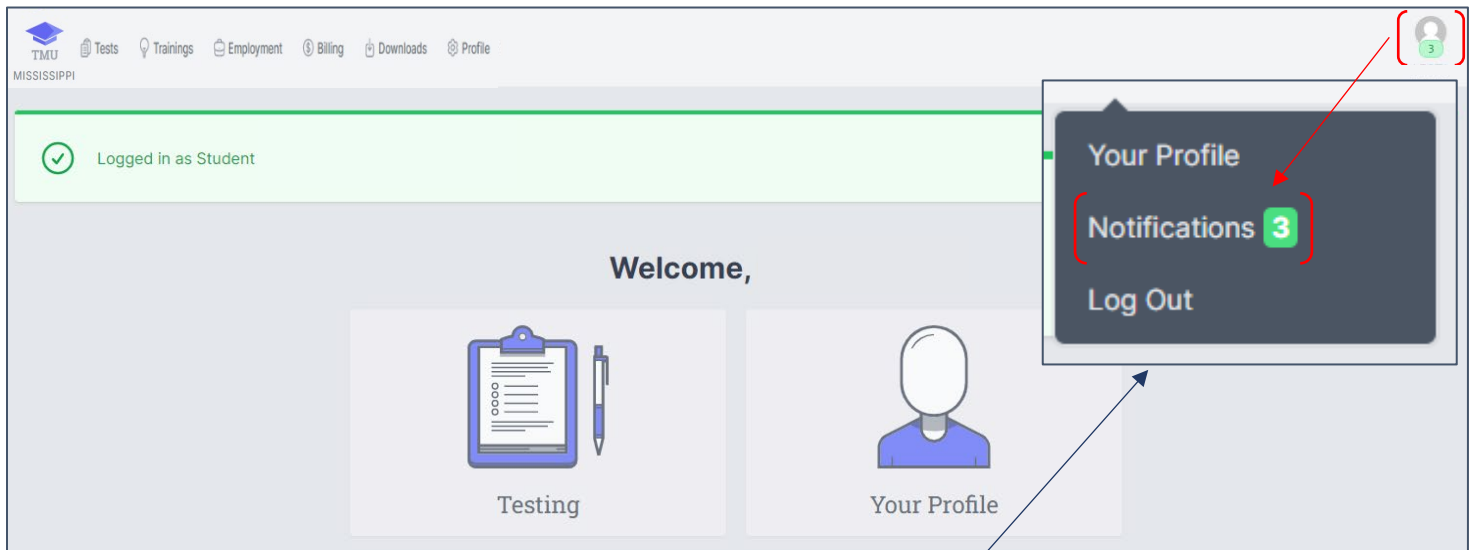 TMU
MISSISSIPPI
Tests Trainings Employment Billing Downloads Profile
3
Logged in as Student
Your Profile
Notifications 3
Log Out
Welcome,
Testing
Your Profile